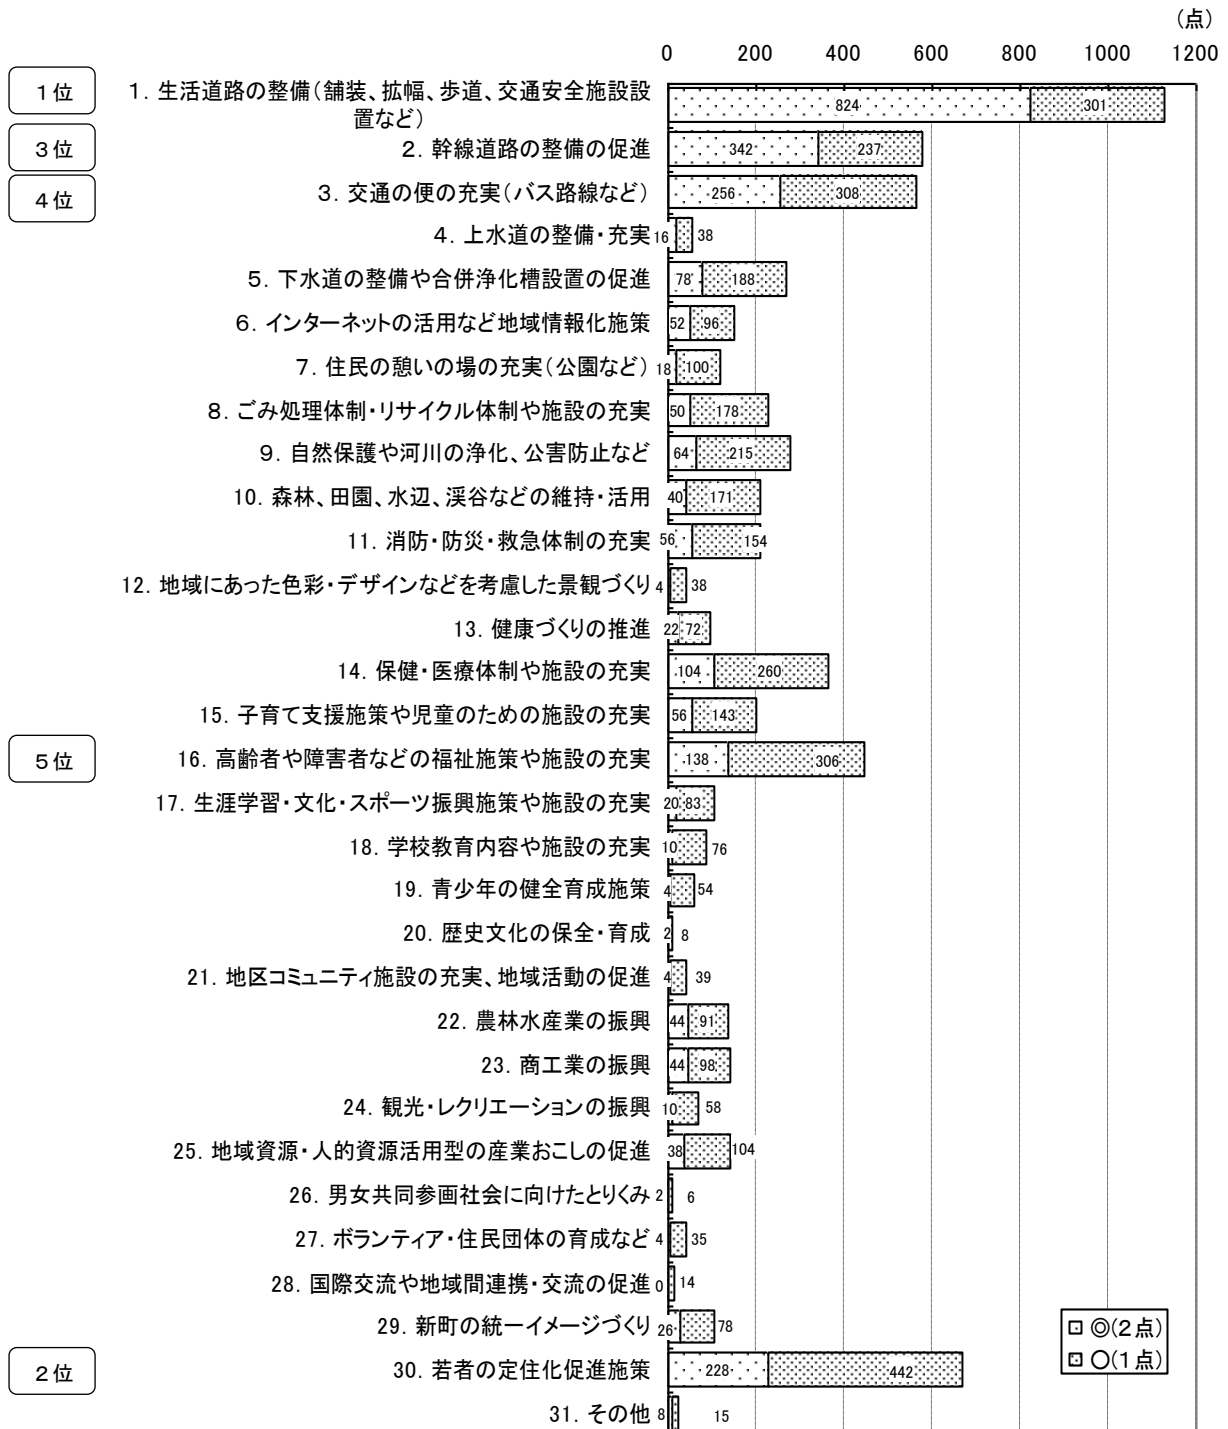 (点)
0 200 400 600 800 1000 1200
1位 1. 生活道路の整備(舗装、拡幅、歩道、交通安全施設設
置など) 824 301
3位 2. 幹線道路の整備の促進 342 237
4位 3. 交通の便の充実(バス路線など) 256 308
4. 上水道の整備・充実 16 38
5. 下水道の整備や合併浄化槽設置の促進 78 188
6. インターネットの活用など地域情報化施策 52 96
7. 住民の憩いの場の充実(公園など) 18 100
8. ごみ処理体制・リサイクル体制や施設の充実 50 178
9. 自然保護や河川の浄化、公害防止など 64 215
10. 森林、田園、水辺、渓谷などの維持・活用 40 171
11. 消防・防災・救急体制の充実 56 154
12. 地域にあった色彩・デザインなどを考慮した景観づくり 4 38
13. 健康づくりの推進 22 72
14. 保健・医療体制や施設の充実 104 260
15. 子育て支援施策や児童のための施設の充実 56 143
5位 16. 高齢者や障害者などの福祉施策や施設の充実 138 306
17. 生涯学習・文化・スポーツ振興施策や施設の充実 20 83
18. 学校教育内容や施設の充実 10 76
19. 青少年の健全育成施策 4 54
20. 歴史文化の保全・育成 2 8
21. 地区コミュニティ施設の充実、地域活動の促進 4 39
22. 農林水産業の振興 44 91
23. 商工業の振興 44 98
24. 観光・レクリエーションの振興 10 58
25. 地域資源・人的資源活用型の産業おこしの促進 38 104
26. 男女共同参画社会に向けたとりくみ 2 6
27. ボランティア・住民団体の育成など 4 35
28. 国際交流や地域間連携・交流の促進 0 14
29. 新町の統一イメージづくり 26 78
◎(2点)
○(1点)
2位 30. 若者の定住化促進施策 228 442
31. その他 8 15